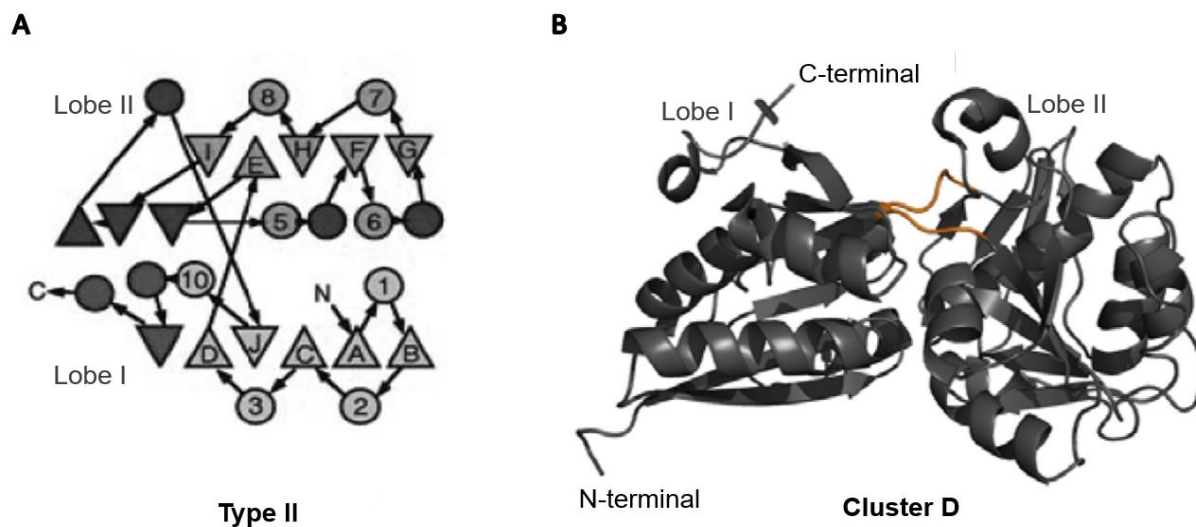 A
B
Lobe II
8
7
I
E
H
F
G
5
6
C
10
N
1
D
J
C
A
B
Lobe I
3
2
Type II
C-terminal
Lobe I
Lobe II
N-terminal
Cluster D